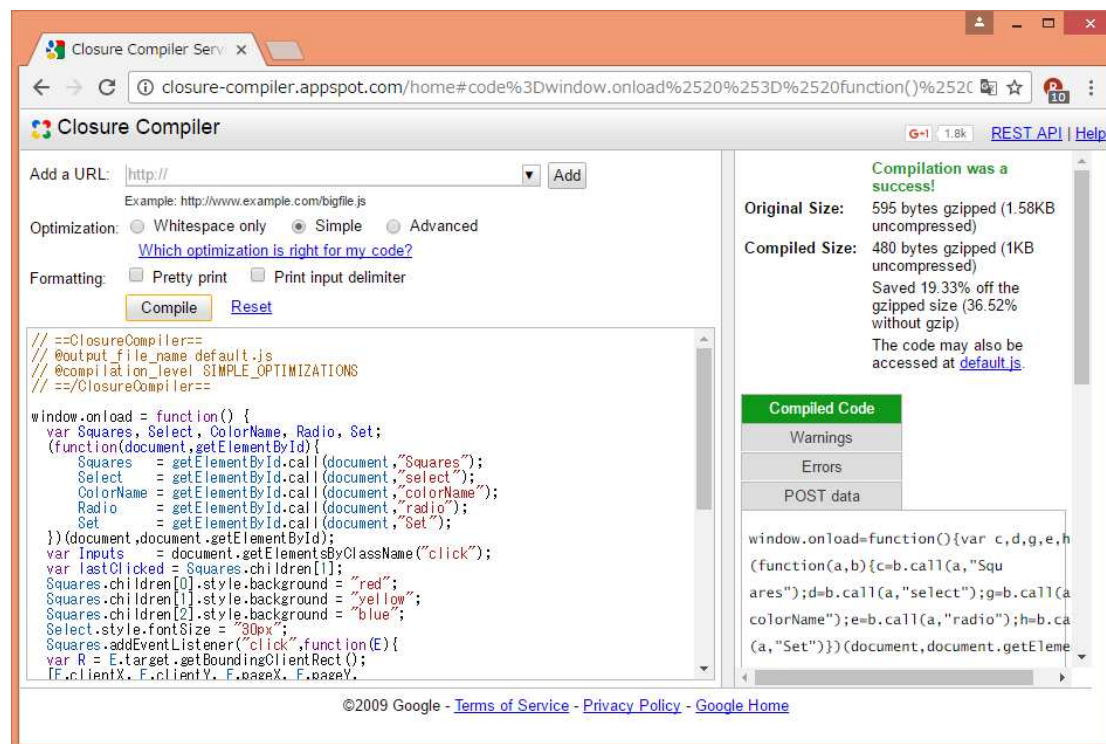 Closure Compiler Servi
closure-compiler.appspot.com/home#code%3Dwindow.onload%2520%253D%2520function()%252
10
Closure Compiler
G+1 1.8k REST API | Help
Add a URL: http:// Add
Example: http://www.example.com/bigfile.js
Optimization: Whitespace only Simple Advanced
Which optimization is right for my code?
Formatting: Pretty print Print input delimiter
Compile Reset
// ==ClosureCompiler==
// @output_file_name default.js
// @compilation_level SIMPLE_OPTIMIZATIONS
// ==/ClosureCompiler==
window.onload = function() {
var Squares, Select, ColorName, Radio, Set;
(function(document,getElementById){
Squares = getElementById.call(document,"Squares");
Select = getElementById.call(document,"select");
ColorName = getElementById.call(document,"colorName");
Radio = getElementById.call(document,"radio");
Set = getElementById.call(document,"Set");
})(document,document.getElementById);
var Inputs = document.getElementsByClassName("click");
var lastClicked = Squares.children[1];
Squares.children[0].style.background = "red";
Squares.children[1].style.background = "yellow";
Squares.children[2].style.background = "blue";
Select.style.fontSize = "30px";
Squares.addEventListener("click",function(E){
var R = E.target.getBoundingClientRect();
[E.clientX, E.clientY, E.pageX, E.pageY,
Compilation was a
success!
Original Size: 595 bytes gzipped (1.58KB
uncompressed)
Compiled Size: 480 bytes gzipped (1KB
uncompressed)
Saved 19.33% off the
gzipped size (36.52%
without gzip)
The code may also be
accessed at default.js.
Compiled Code
Warnings
Errors
POST data
window.onload=function(){var c,d,g,e,h
(function(a,b){c=b.call(a,"Squ
ares");d=b.call(a,"select");g=b.call(a
colorName");e=b.call(a,"radio");h=b.ca
(a,"Set")})(document,document.getEleme
©2009 Google - Terms of Service - Privacy Policy - Google Home